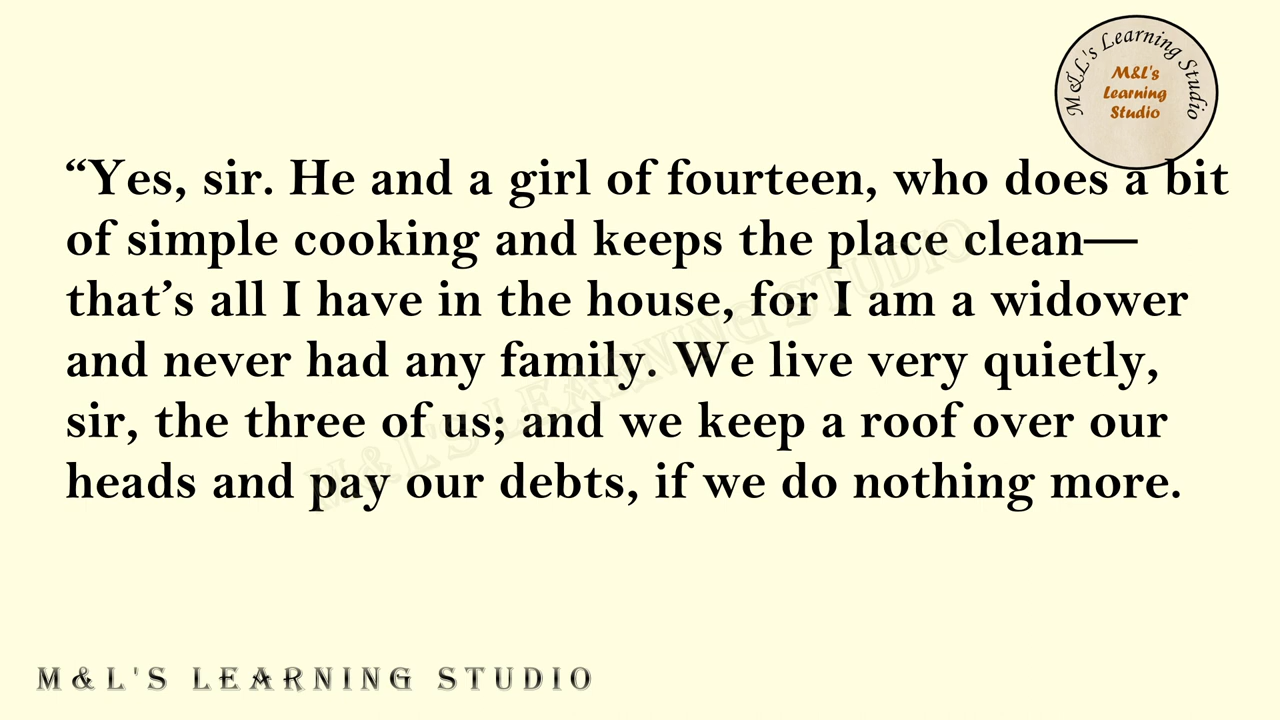 M&L's Learning Studio
M&L's
Learning
Studio
“Yes, sir. He and a girl of fourteen, who does a bit
of simple cooking and keeps the place clean—
that’s all I have in the house, for I am a widower
and never had any family. We live very quietly,
sir, the three of us; and we keep a roof over our
heads and pay our debts, if we do nothing more.
M&L'S LEARNING STUDIO
M&L'S LEARNING STUDIO